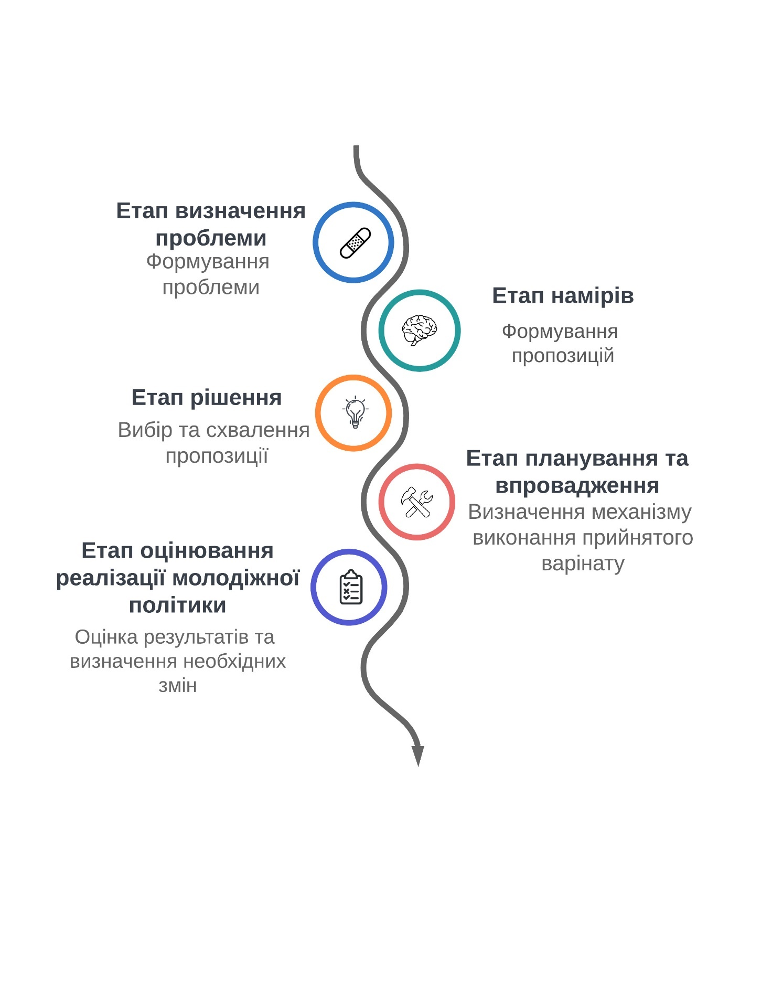 Етап визначення
проблеми
Формування
проблеми
Етап намірів
Формування
пропозицій
Етап рішення
Вибір та схвалення
пропозиції
Етап планування та
впровадження
Визначення механізму
виконання прийнятого
варінату
Етап оцінювання
реалізації молодіжної
політики
Оцінка результатів та
визначення необхідних
змін